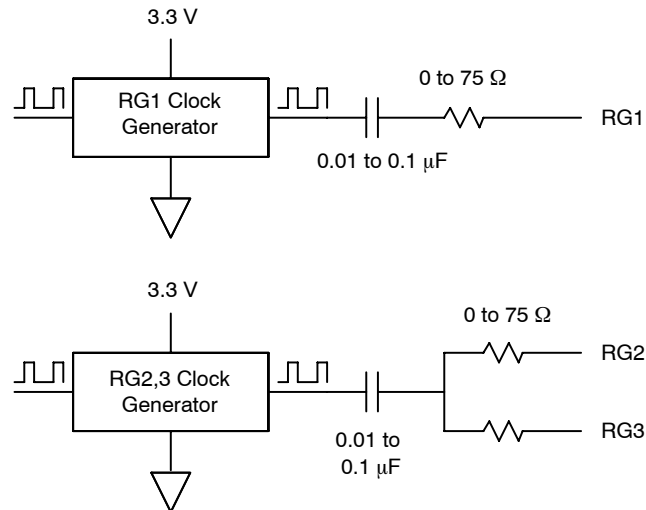 3.3 V
0 to 75 Ω
RG1 Clock
Generator
RG1
0.01 to 0.1 μF
3.3 V
0 to 75 Ω
RG2
RG2,3 Clock
Generator
RG3
0.01 to
0.1 μF